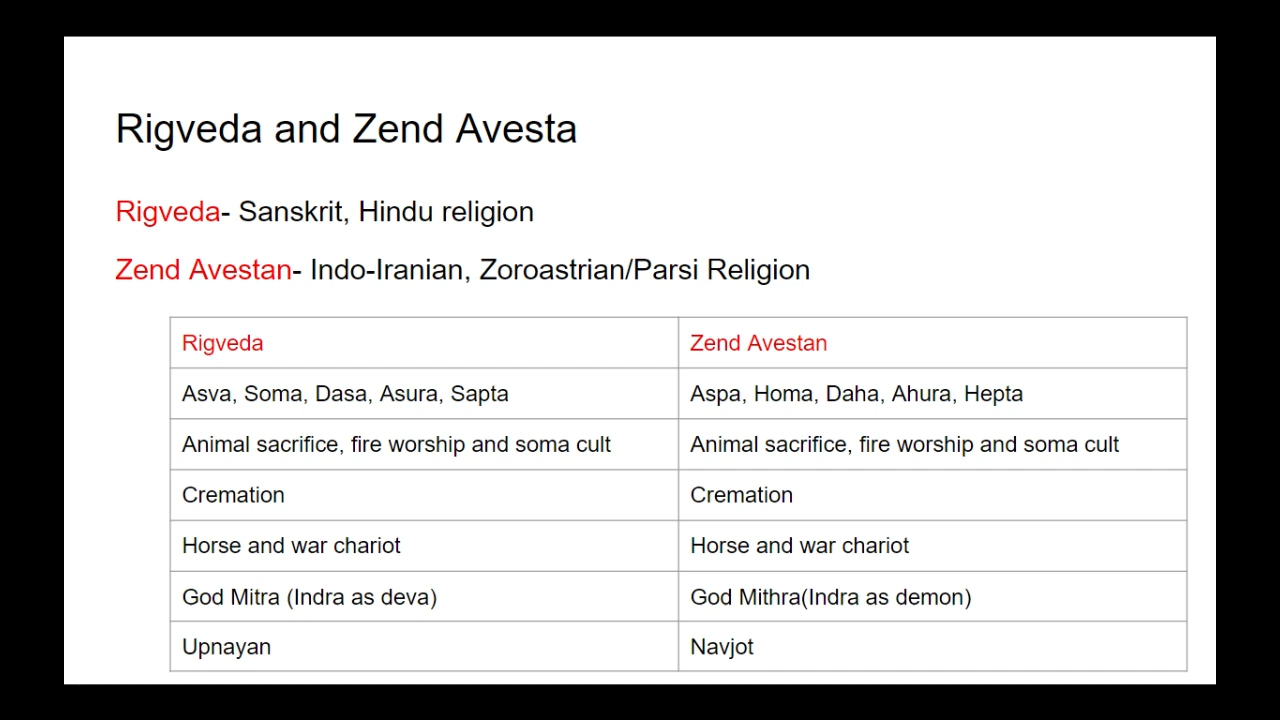 Rigveda and Zend Avesta
Rigveda- Sanskrit, Hindu religion
Zend Avestan- Indo-Iranian, Zoroastrian/Parsi Religion
Rigveda Zend Avestan
Asva, Soma, Dasa, Asura, Sapta Aspa, Homa, Daha, Ahura, Hepta
Animal sacrifice, fire worship and soma cult Animal sacrifice, fire worship and soma cult
Cremation Cremation
Horse and war chariot Horse and war chariot
God Mitra (Indra as deva) God Mithra(Indra as demon)
Upnayan Navjot